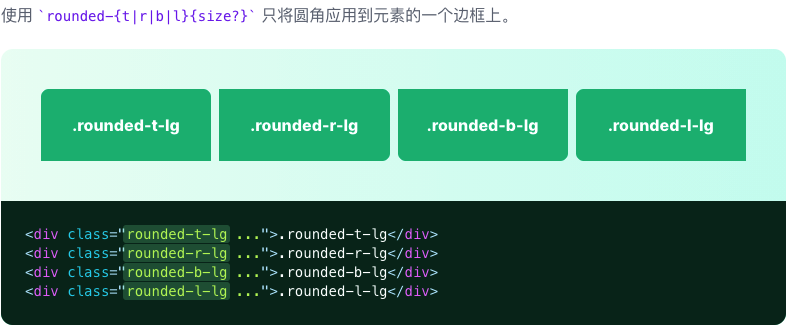 使用 `rounded-{t|r|b|l}{size?}` 只将圆角应用到元素的一个边框上。
.rounded-t-lg .rounded-r-lg .rounded-b-lg .rounded-l-lg
<div class="rounded-t-lg ...">.rounded-t-lg</div>
<div class="rounded-r-lg ...">.rounded-r-lg</div>
<div class="rounded-b-lg ...">.rounded-b-lg</div>
<div class="rounded-l-lg ...">.rounded-l-lg</div>